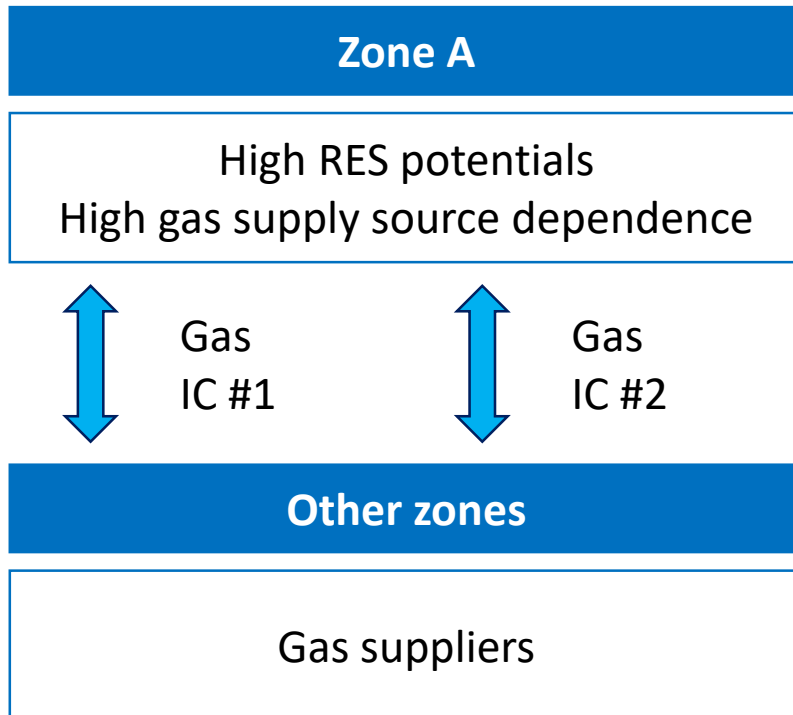 Zone A
High RES potentials
High gas supply source dependence
Gas
IC #1
Gas
IC #2
Other zones
Gas suppliers